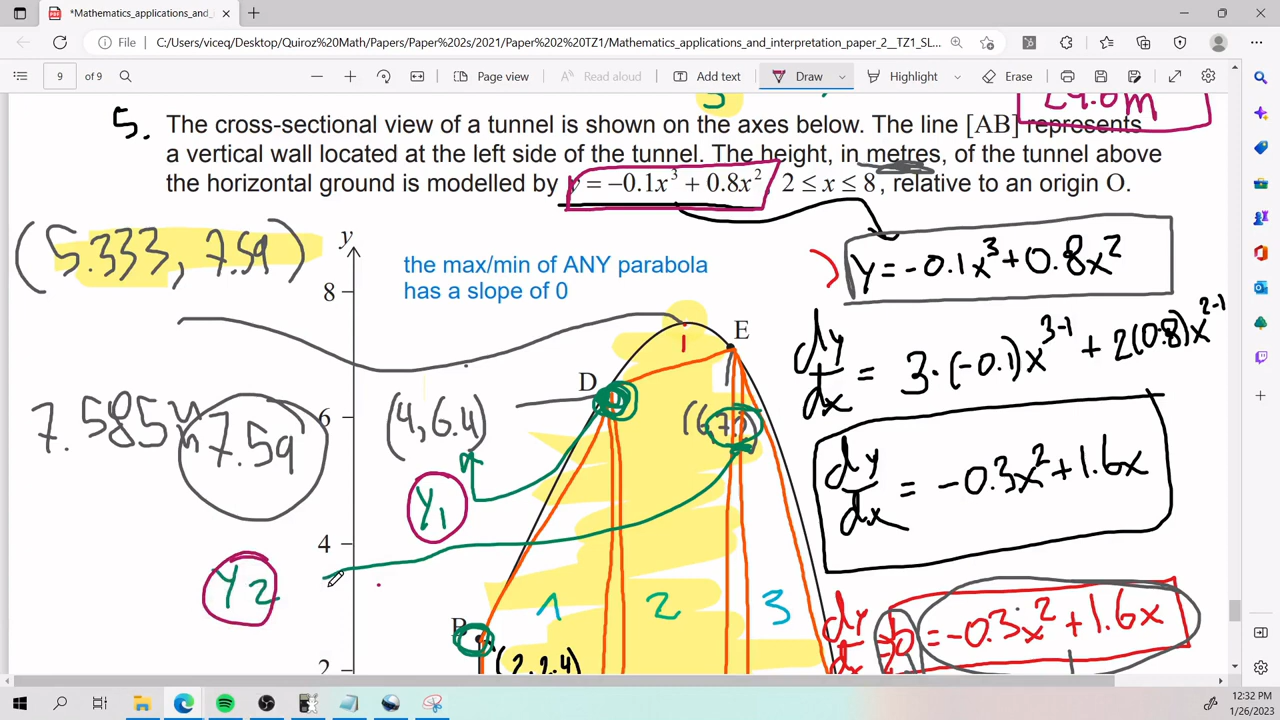 *Mathematics_applications_and_i
File
C:/Users/viceq/Desktop/Quiroz%20Math/Papers/Paper%202s/2021/Paper%202%20TZ1/Mathematics_applications_and_interpretation_paper_2__TZ1_SL...
9 of 9
Page view
Read aloud
Add text
Draw
Highlight
Erase
24.6m
5. The cross-sectional view of a tunnel is shown on the axes below. The line [AB] represents
a vertical wall located at the left side of the tunnel. The height, in metres, of the tunnel above
the horizontal ground is modelled by y = −0.1x³ + 0.8x², 2 ≤ x ≤ 8, relative to an origin O.
(5.333, 7.59)
y
the max/min of ANY parabola
has a slope of 0
y = -0.1x³ + 0.8x²
8
E
dy/dx = 3·(-0.1)x³⁻¹ + 2(0.8)x²⁻¹
D
7.585
7.59
6
(4, 6.4)
dy/dx = -0.3x² + 1.6x
Y1
4
Y2
1 2 3
dy/dx = -0.3x² + 1.6x
B
(2, 2.4)
2
12:32 PM
1/26/2023